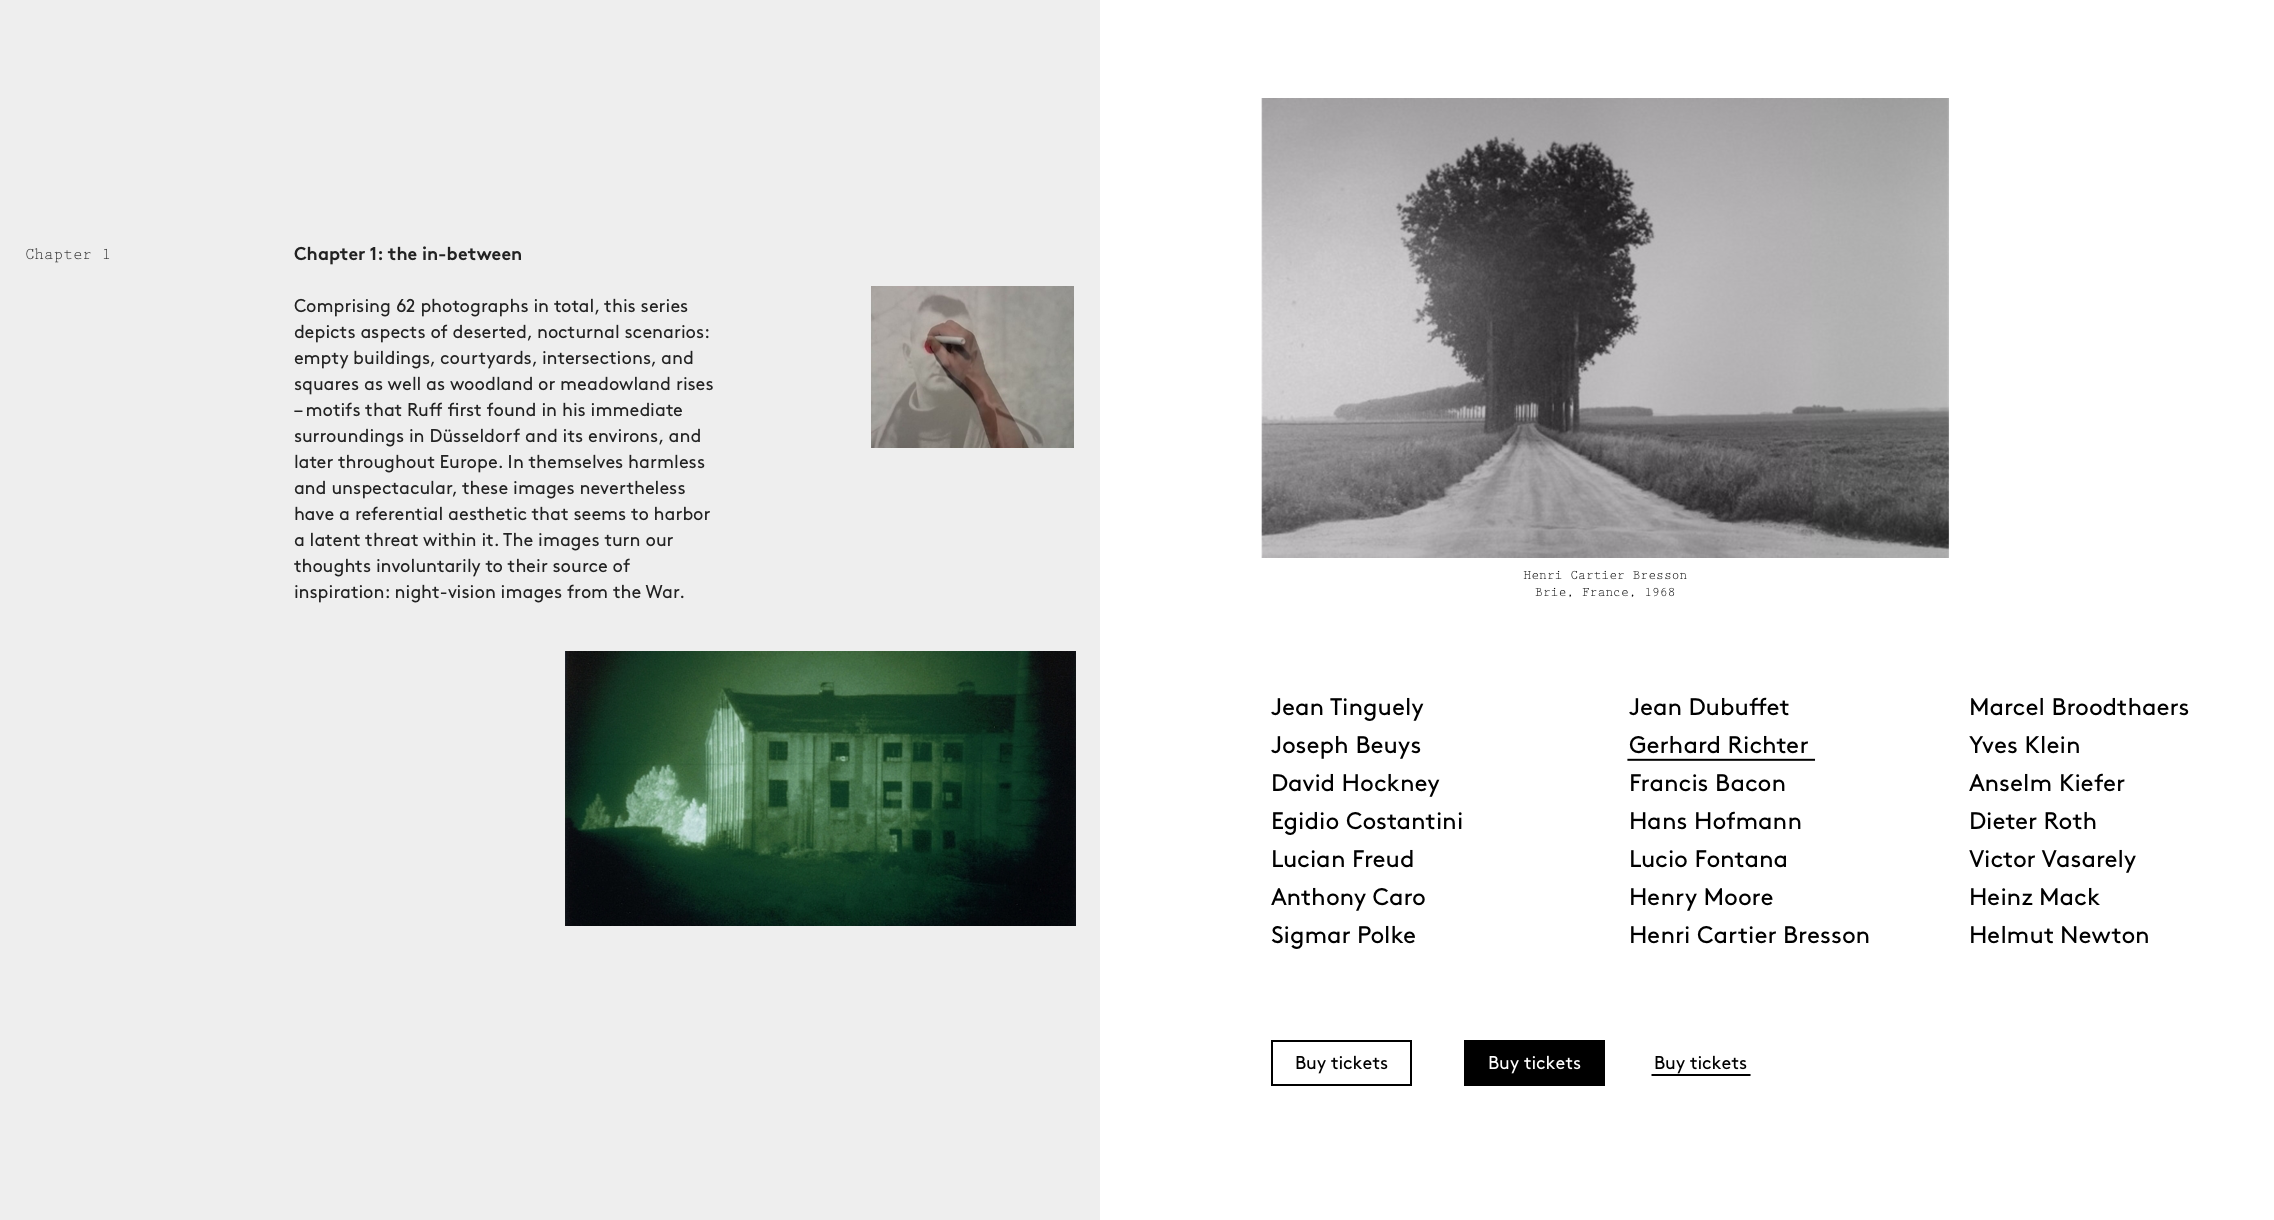 Chapter 1
Chapter 1: the in-between
Comprising 62 photographs in total, this series
depicts aspects of deserted, nocturnal scenarios:
empty buildings, courtyards, intersections, and
squares as well as woodland or meadowland rises
– motifs that Ruff first found in his immediate
surroundings in Düsseldorf and its environs, and
later throughout Europe. In themselves harmless
and unspectacular, these images nevertheless
have a referential aesthetic that seems to harbor
a latent threat within it. The images turn our
thoughts involuntarily to their source of
inspiration: night-vision images from the War.
Henri Cartier Bresson
Brie, France, 1968
Jean Tinguely
Joseph Beuys
David Hockney
Egidio Costantini
Lucian Freud
Anthony Caro
Sigmar Polke
Jean Dubuffet
Gerhard Richter
Francis Bacon
Hans Hofmann
Lucio Fontana
Henry Moore
Henri Cartier Bresson
Marcel Broodthaers
Yves Klein
Anselm Kiefer
Dieter Roth
Victor Vasarely
Heinz Mack
Helmut Newton
Buy tickets
Buy tickets
Buy tickets